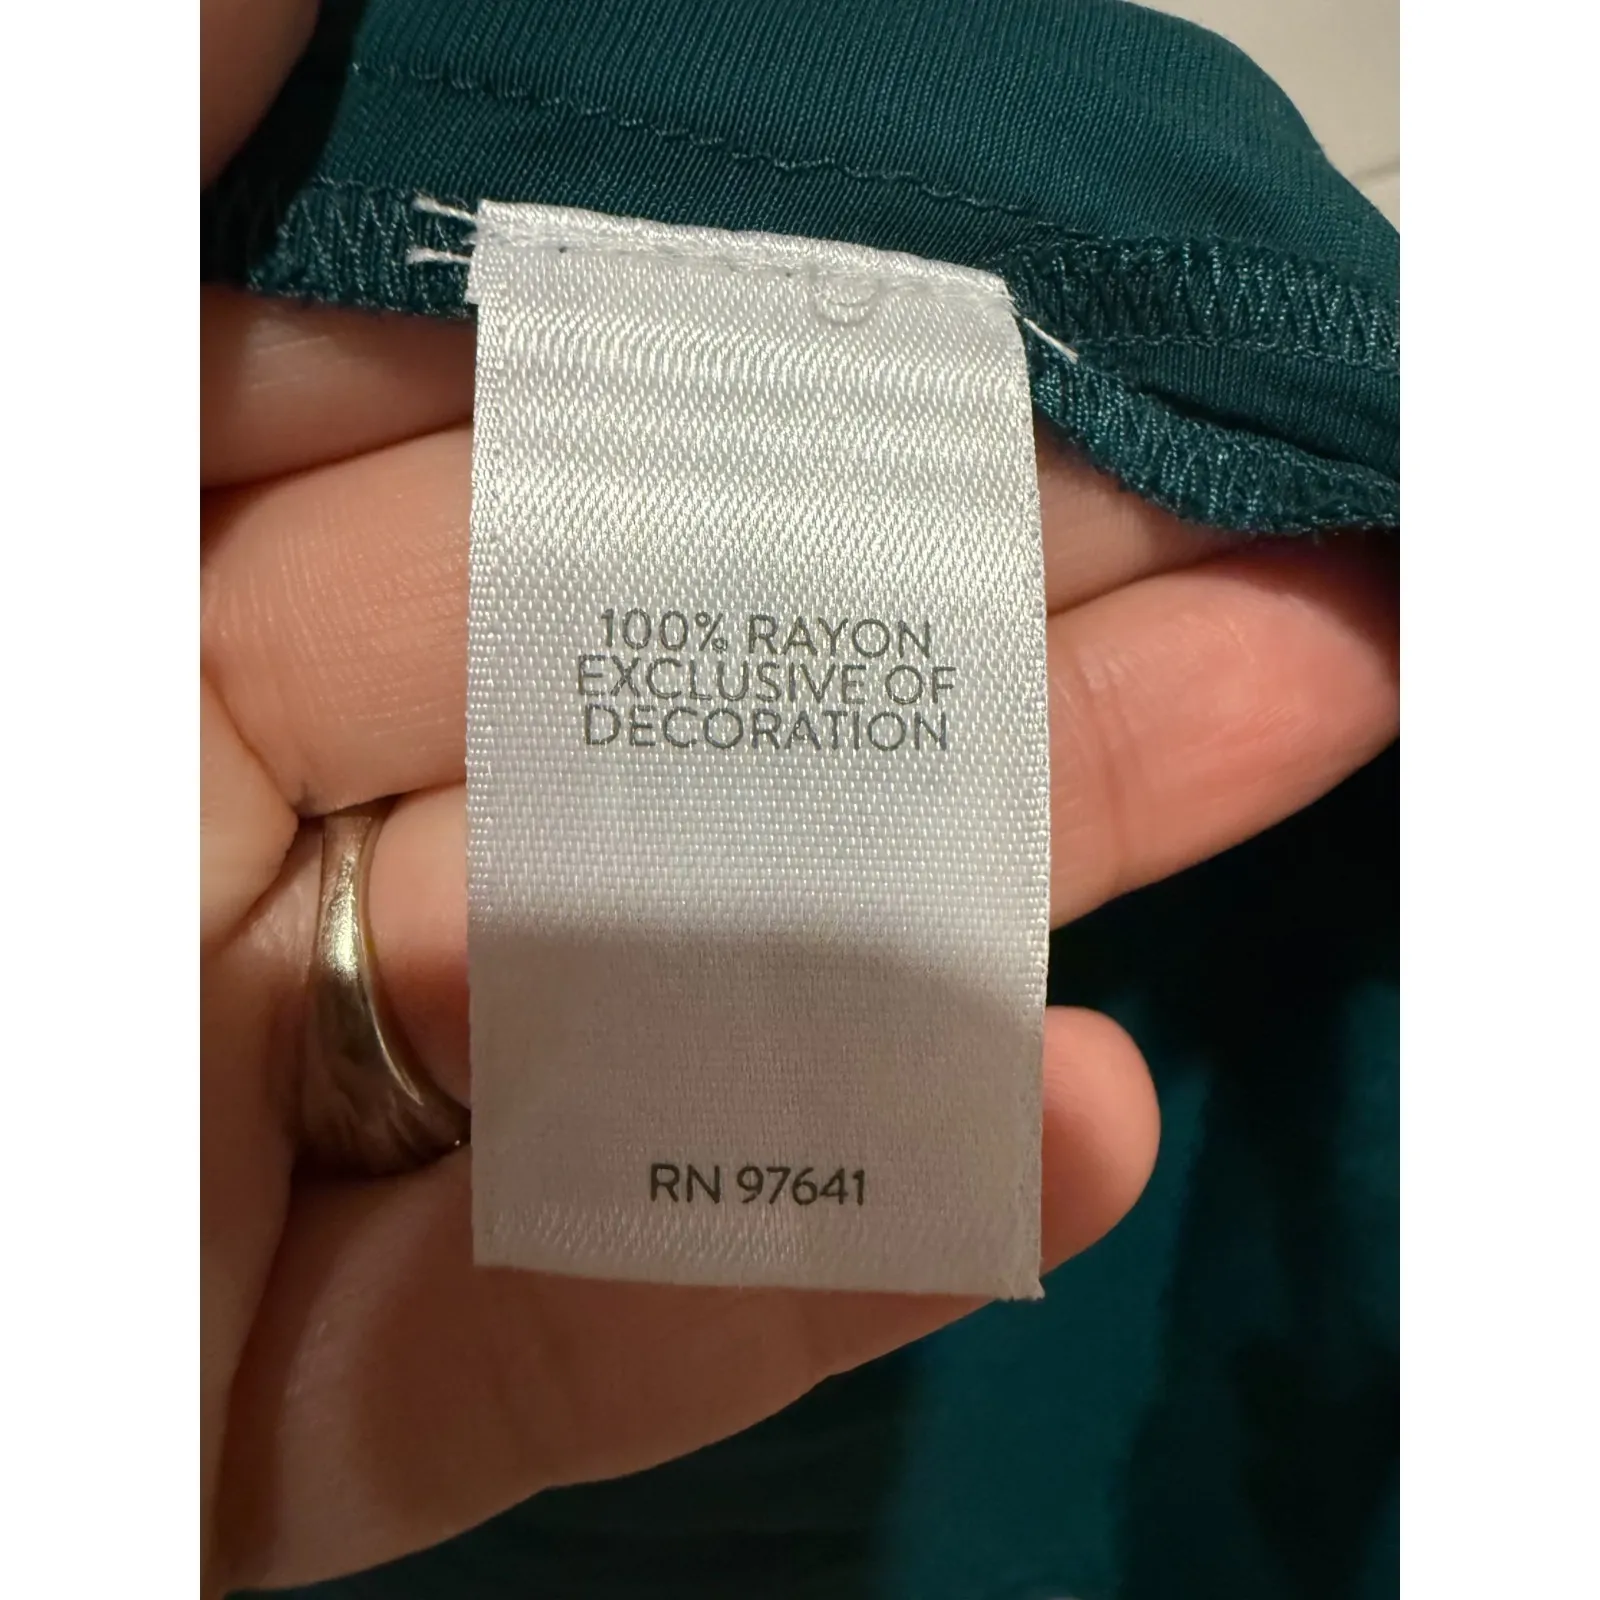 100% RAYON
EXCLUSIVE OF
DECORATION
RN 97641